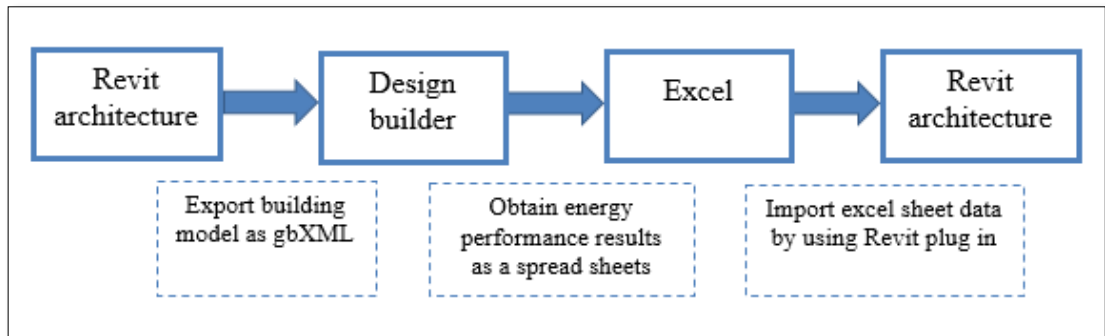 Revit
architecture
Design
builder
Excel
Revit
architecture
Export building
model as gbXML
Obtain energy
performance results
as a spread sheets
Import excel sheet data
by using Revit plug in